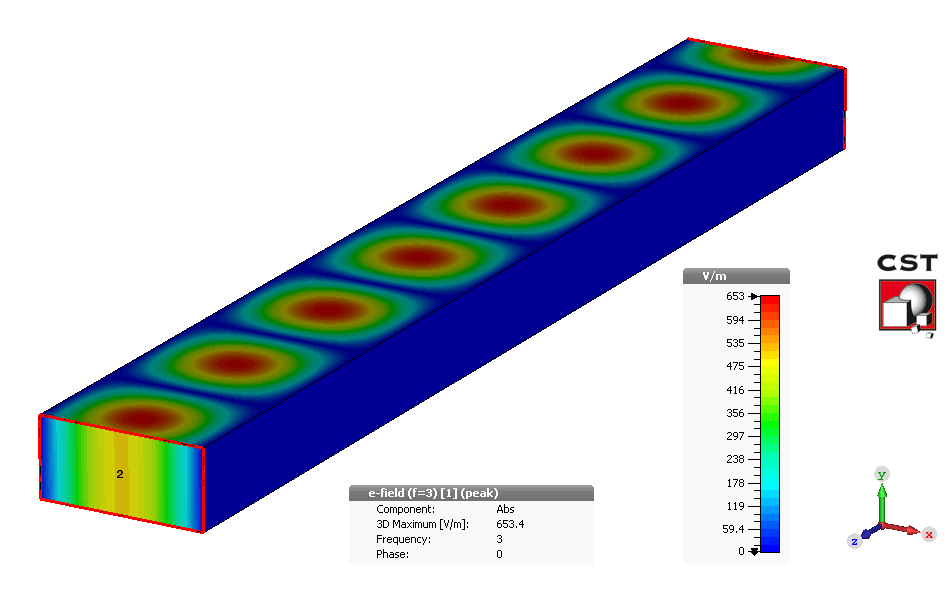 CST
V/m
653
594
535
475
416
356
297
238
178
119
59.4
0
2
e-field (f=3) [1] (peak)
Component: Abs
3D Maximum [V/m]: 653.4
Frequency: 3
Phase: 0
y
z
x